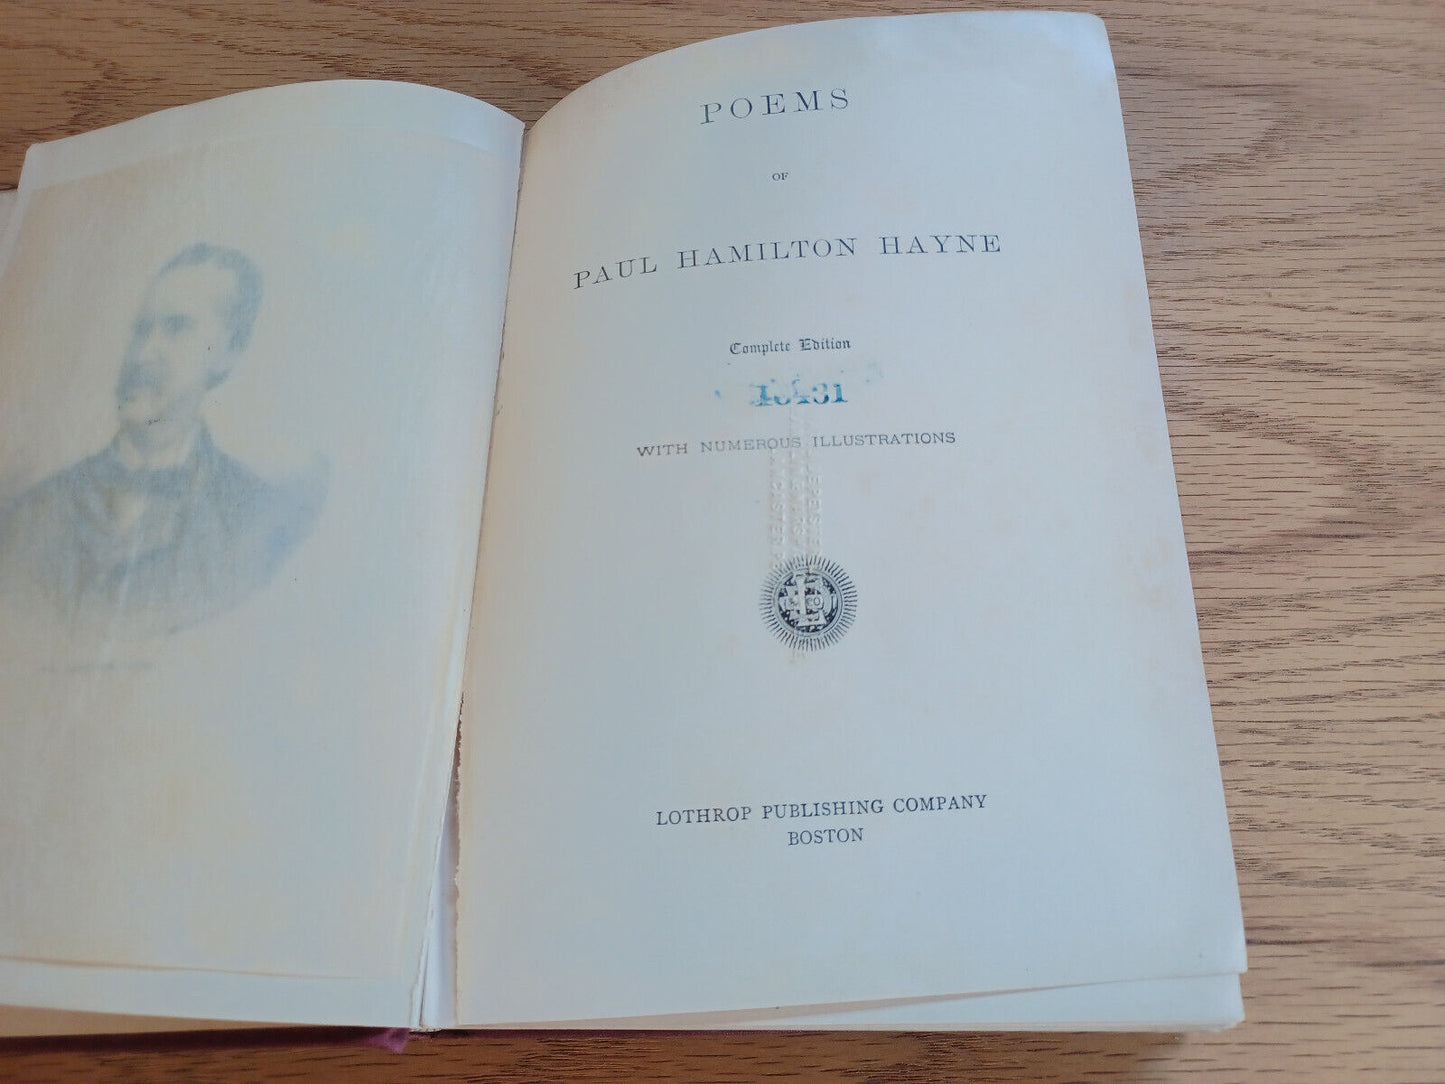 POEMS
OF
PAUL HAMILTON HAYNE
Complete Edition
WITH NUMEROUS ILLUSTRATIONS
LOTHROP PUBLISHING COMPANY
BOSTON